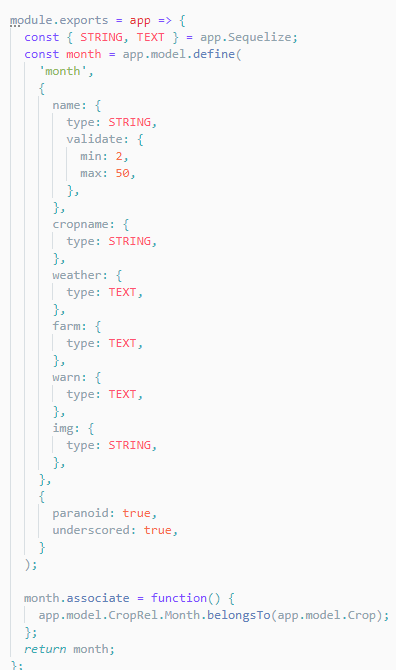 module.exports = app => {
  const { STRING, TEXT } = app.Sequelize;
  const month = app.model.define(
    'month',
    {
      name: {
        type: STRING,
        validate: {
          min: 2,
          max: 50,
        },
      },
      cropname: {
        type: STRING,
      },
      weather: {
        type: TEXT,
      },
      farm: {
        type: TEXT,
      },
      warn: {
        type: TEXT,
      },
      img: {
        type: STRING,
      },
    },
    {
      paranoid: true,
      underscored: true,
    }
  );

  month.associate = function() {
    app.model.CropRel.Month.belongsTo(app.model.Crop);
  };
  return month;
};